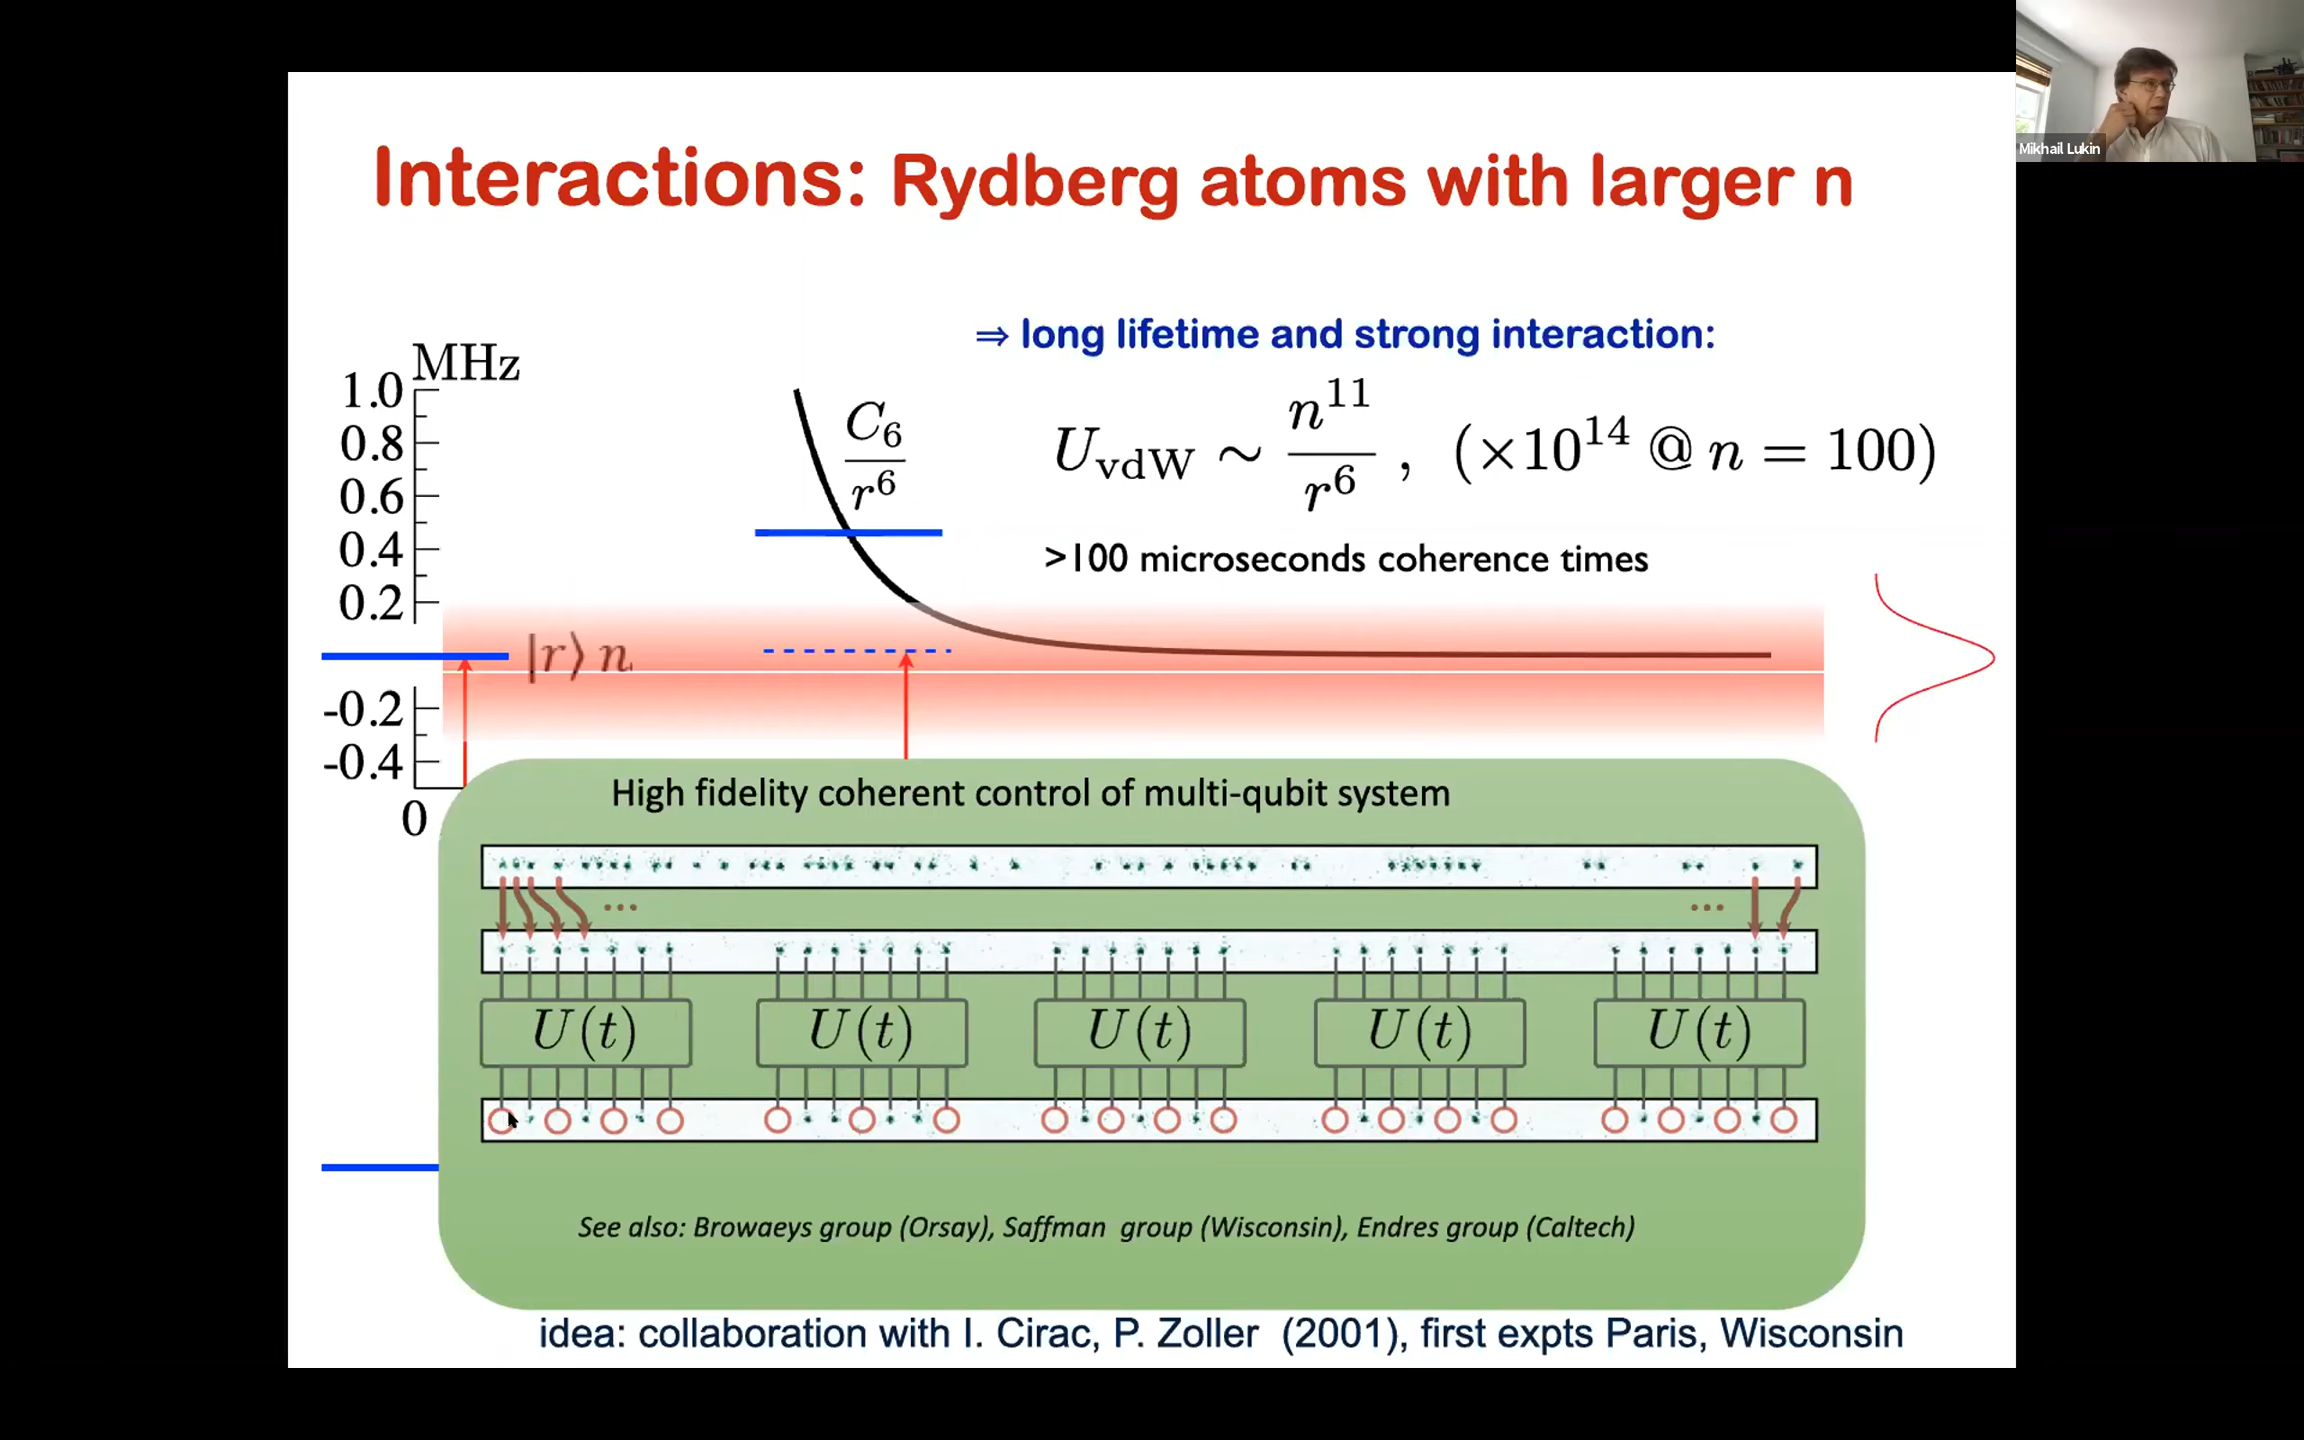 Mikhail Lukin
Interactions: Rydberg atoms with larger n
⇒ long lifetime and strong interaction:
MHz
1.0
0.8
0.6
0.4
0.2
-0.2
-0.4
0
C₆/r⁶
U_vdW ∼ n¹¹/r⁶ , (×10¹⁴ @ n = 100)
>100 microseconds coherence times
|r⟩ n
High fidelity coherent control of multi-qubit system
... ...
U(t) U(t) U(t) U(t) U(t)
See also: Browaeys group (Orsay), Saffman group (Wisconsin), Endres group (Caltech)
idea: collaboration with I. Cirac, P. Zoller (2001), first expts Paris, Wisconsin